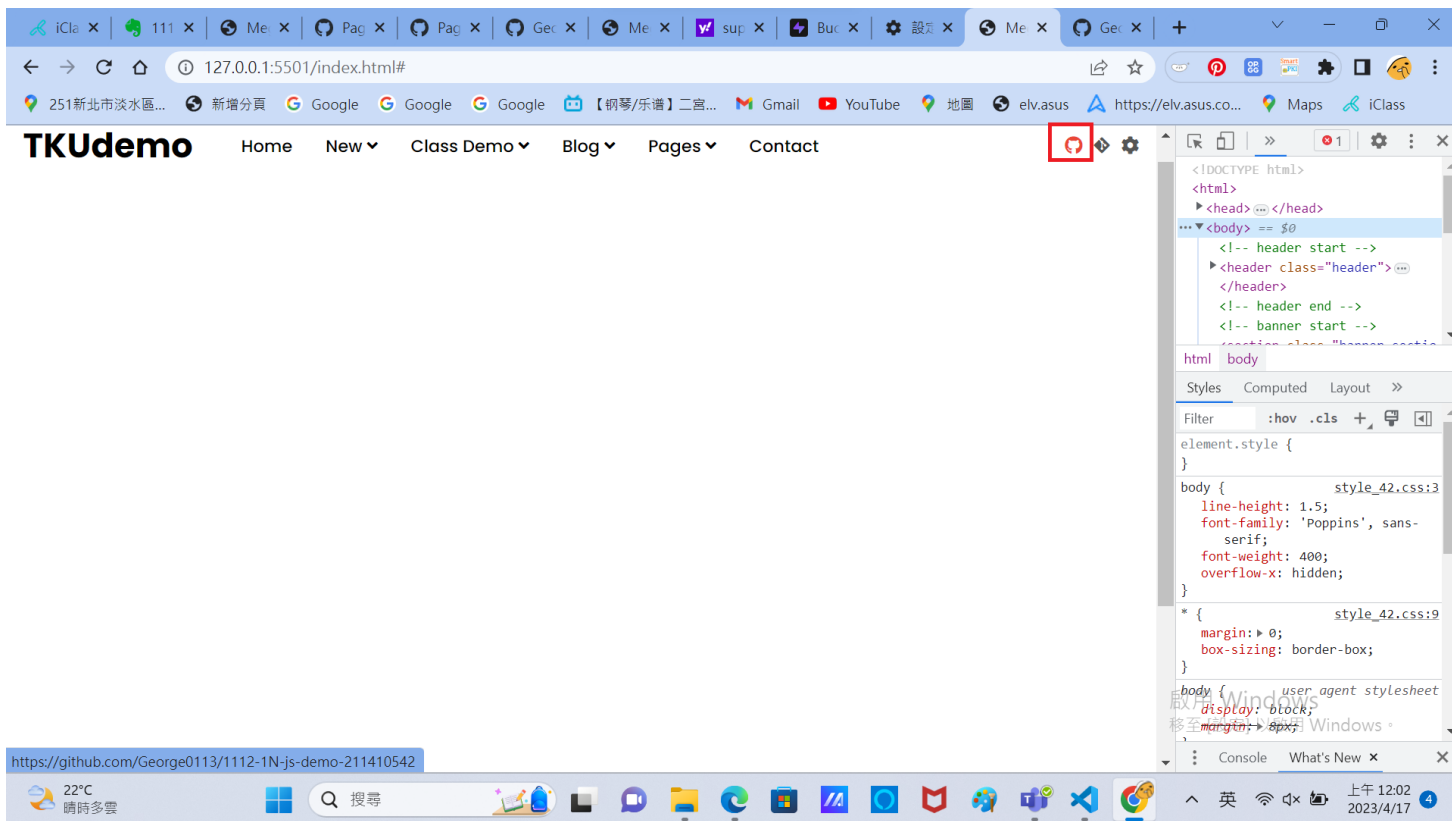 iCla
111
Me
Pag
Pag
Geo
Me
y!
sup
Buc
設定
Me
Geo
127.0.0.1:5501/index.html#
251新北市淡水區...
新增分頁
Google
Google
Google
【钢琴/乐谱】二宫...
Gmail
YouTube
地圖
elv.asus
https://elv.asus.co...
Maps
iClass
TKUdemo
Home
New
Class Demo
Blog
Pages
Contact
1
<!DOCTYPE html>
<html>
<head> ... </head>
... <body> == $0
<!-- header start -->
<header class="header"> ...
</header>
<!-- header end -->
<!-- banner start -->
<section class="banner-sectio
html body
Styles Computed Layout
Filter :hov .cls
element.style {
}
body { style_42.css:3
line-height: 1.5;
font-family: 'Poppins', sans-
serif;
font-weight: 400;
overflow-x: hidden;
}
* { style_42.css:9
margin: 0;
box-sizing: border-box;
}
body { user agent stylesheet
啟用 Windows
display: block;
移至 [設定] 以啟用 Windows。
margin: 8px;
}
https://github.com/George0113/1112-1N-js-demo-211410542
Console What's New
22°C
晴時多雲
搜尋
英
上午 12:02
2023/4/17
4